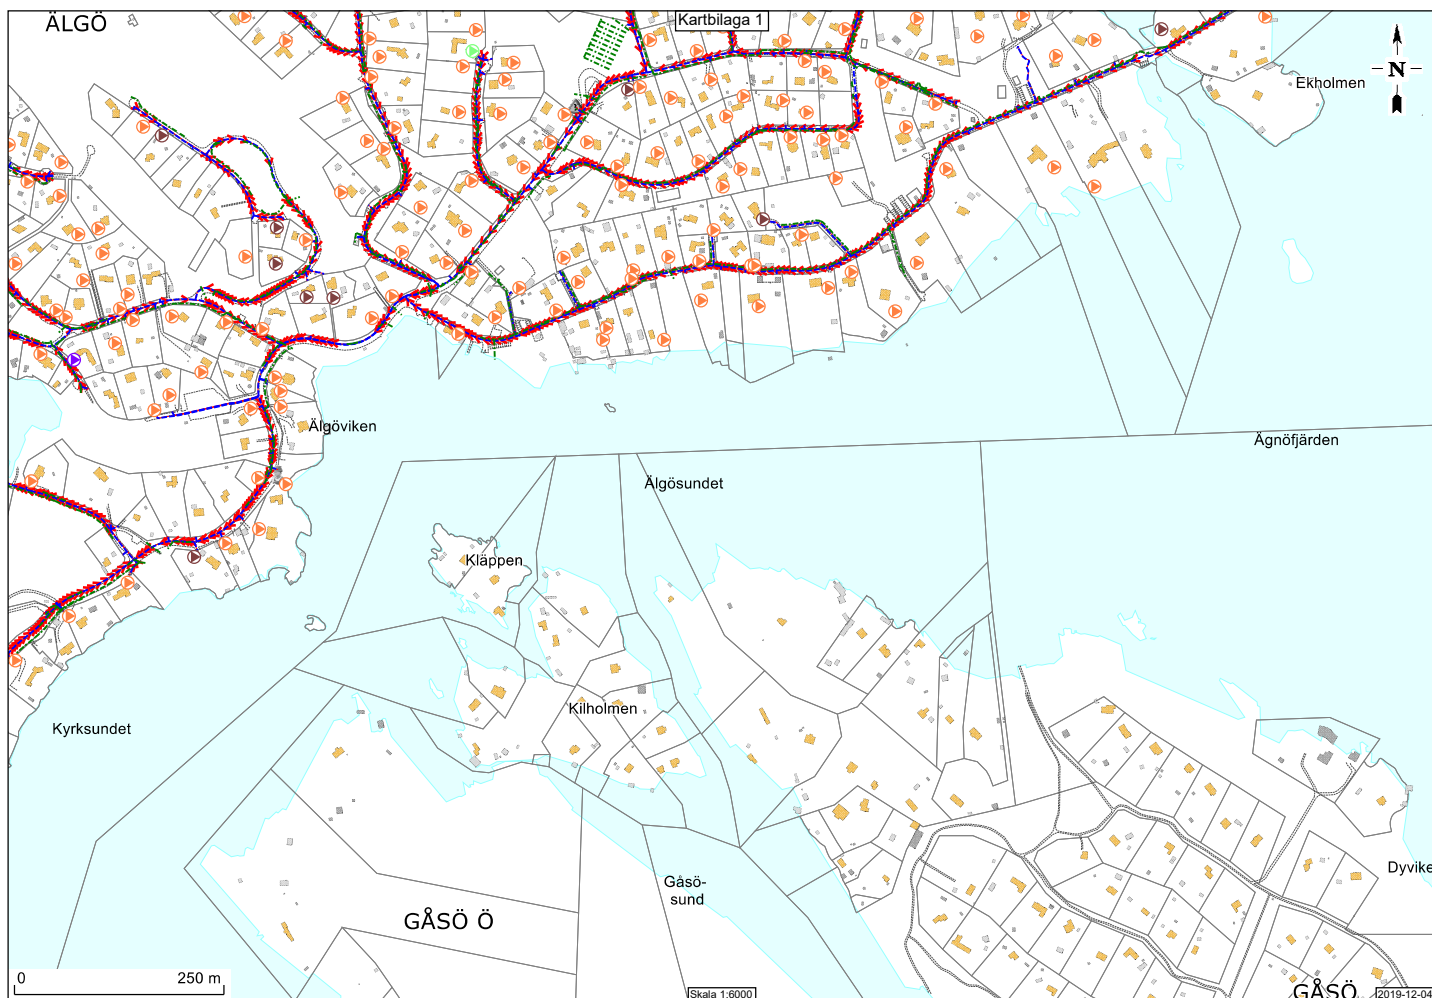 ÄLGÖ
Kartbilaga 1
N
Ekholmen
Älgöviken
Ägnöfjärden
Älgösundet
Kläppen
Kilholmen
Kyrksundet
Dyvike
Gåsö-
sund
GÅSÖ Ö
0 250 m
Skala 1:6000
GÅSÖ
2019-12-04